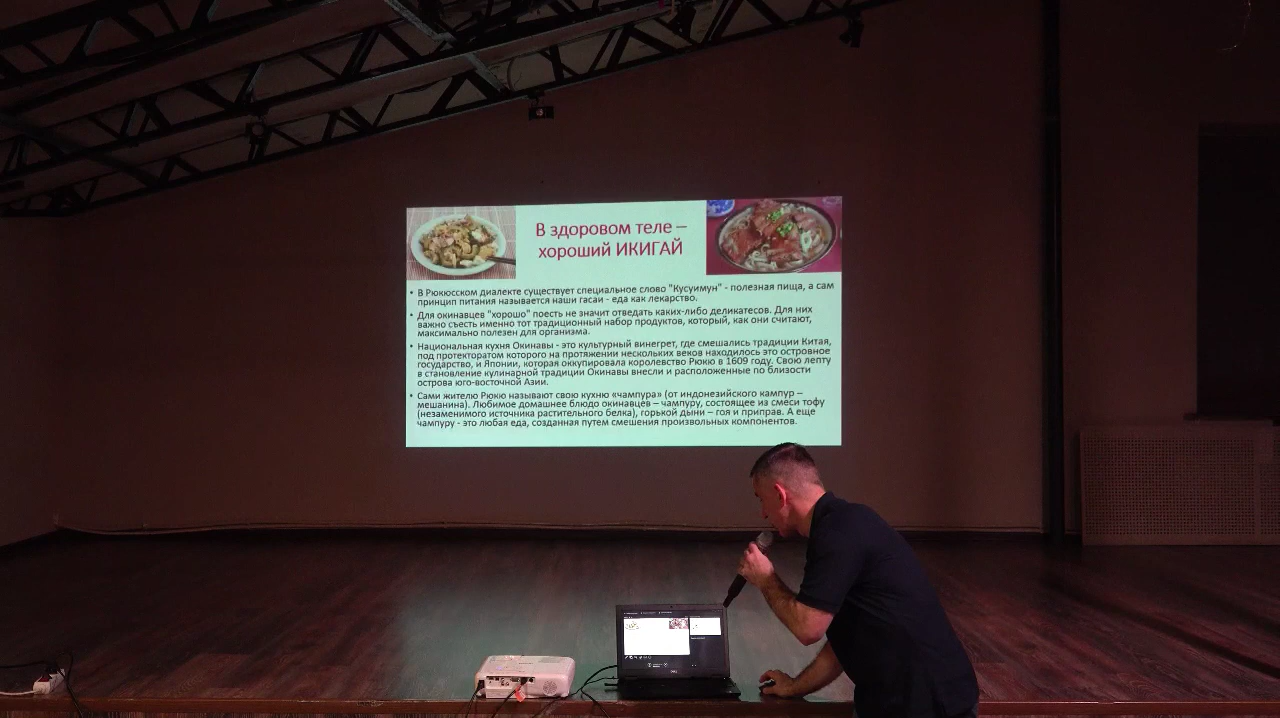 В здоровом теле –
хороший ИКИГАЙ
• В Рюкюсском диалекте существует специальное слово "Кусуимун" - полезная пища, а сам
принцип питания называется наши гасаи - еда как лекарство.
• Для окинавцев "хорошо" поесть не значит отведать каких-либо деликатесов. Для них
важно съесть именно тот традиционный набор продуктов, который, как они считают,
максимально полезен для организма.
• Национальная кухня Окинавы - это культурный винегрет, где смешались традиции Китая,
под протекторатом которого на протяжении нескольких веков находилось это островное
государство, и Японии, которая оккупировала королевство Рюкю в 1609 году. Свою лепту
в становление кулинарной традиции Окинавы внесли и расположенные по близости
острова юго-восточной Азии.
• Сами жителю Рюкю называют свою кухню «чампура» (от индонезийского кампур –
мешанина). Любимое домашнее блюдо окинавцев – чампуру, состоящее из смеси тофу
(незаменимого источника растительного белка), горькой дыни – гоя и приправ. А еще
чампуру - это любая еда, созданная путем смешения произвольных компонентов.